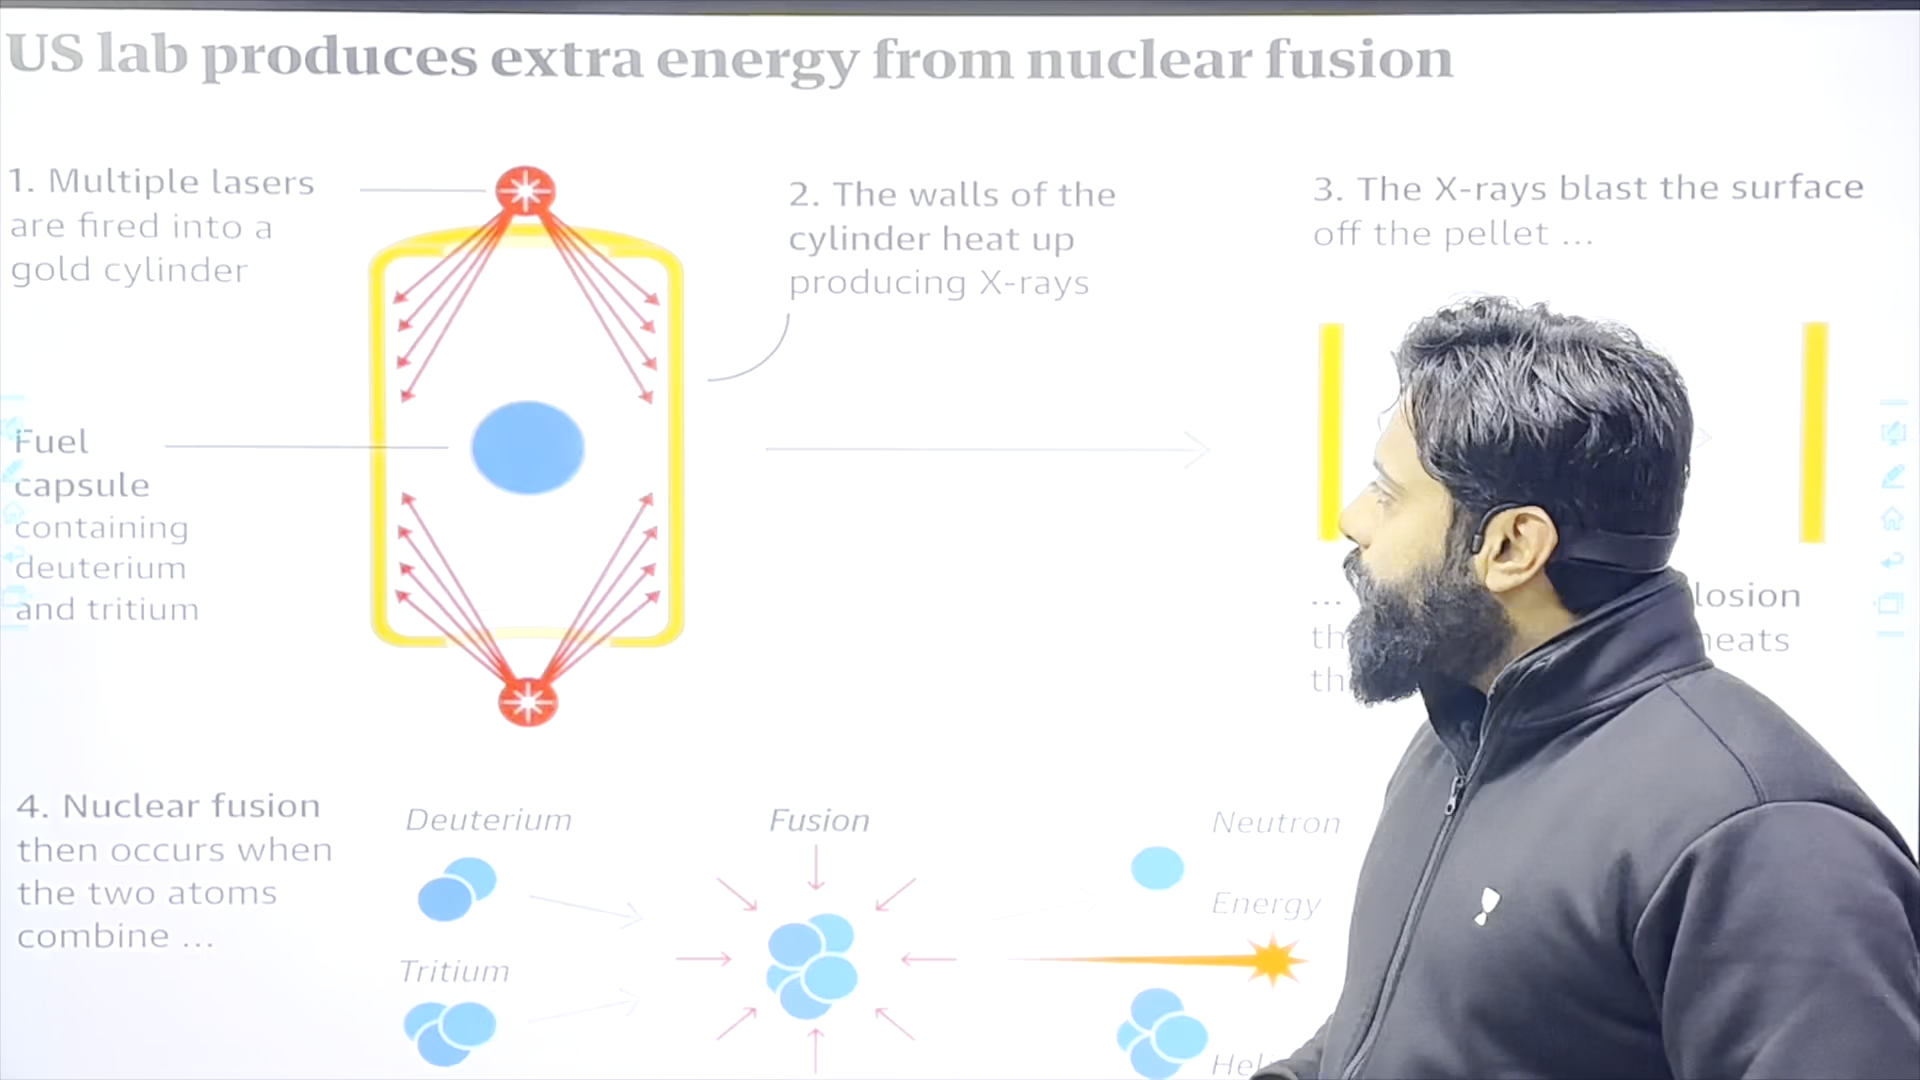 US lab produces extra energy from nuclear fusion
1. Multiple lasers
are fired into a
gold cylinder
2. The walls of the
cylinder heat up
producing X-rays
3. The X-rays blast the surface
off the pellet ...
Fuel
capsule
containing
deuterium
and tritium
...
4. Nuclear fusion
then occurs when
the two atoms
combine ...
Deuterium
Tritium
Fusion
Neutron
Energy